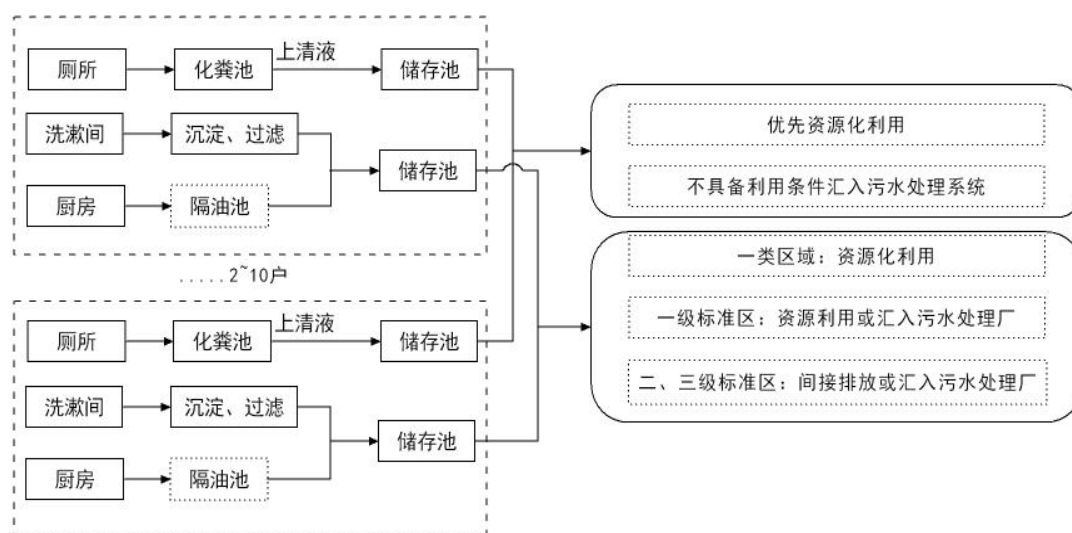 厕所
化粪池
上清液
储存池
洗漱间
沉淀、过滤
储存池
厨房
隔油池
.....2~10户
厕所
化粪池
上清液
储存池
洗漱间
沉淀、过滤
储存池
厨房
隔油池
优先资源化利用
不具备利用条件汇入污水处理系统
一类区域：资源化利用
一级标准区：资源利用或汇入污水处理厂
二、三级标准区：间接排放或汇入污水处理厂